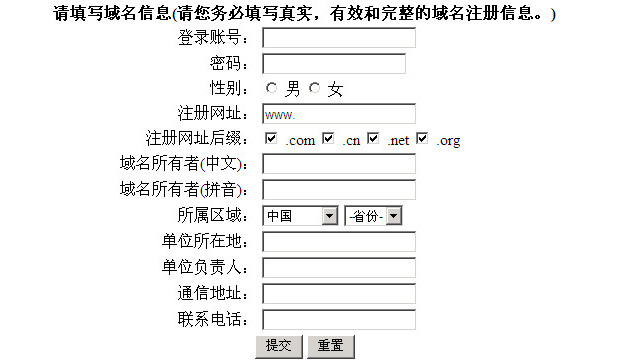 请填写域名信息(请您务必填写真实，有效和完整的域名注册信息。)
登录账号：
密码：
性别： 男 女
注册网址： www.
注册网址后缀： .com .cn .net .org
域名所有者(中文)：
域名所有者(拼音)：
所属区域： 中国 -省份-
单位所在地：
单位负责人：
通信地址：
联系电话：
提交 重置